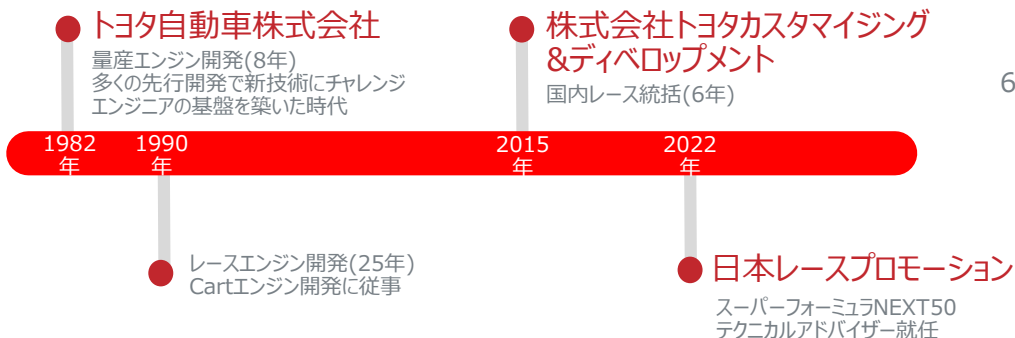 トヨタ自動車株式会社
量産エンジン開発(8年)
多くの先行開発で新技術にチャレンジ
エンジニアの基盤を築いた時代
株式会社トヨタカスタマイジング
&ディベロップメント
国内レース統括(6年)
6
1982
年
1990
年
2015
年
2022
年
レースエンジン開発(25年)
Cartエンジン開発に従事
日本レースプロモーション
スーパーフォーミュラNEXT50
テクニカルアドバイザー就任